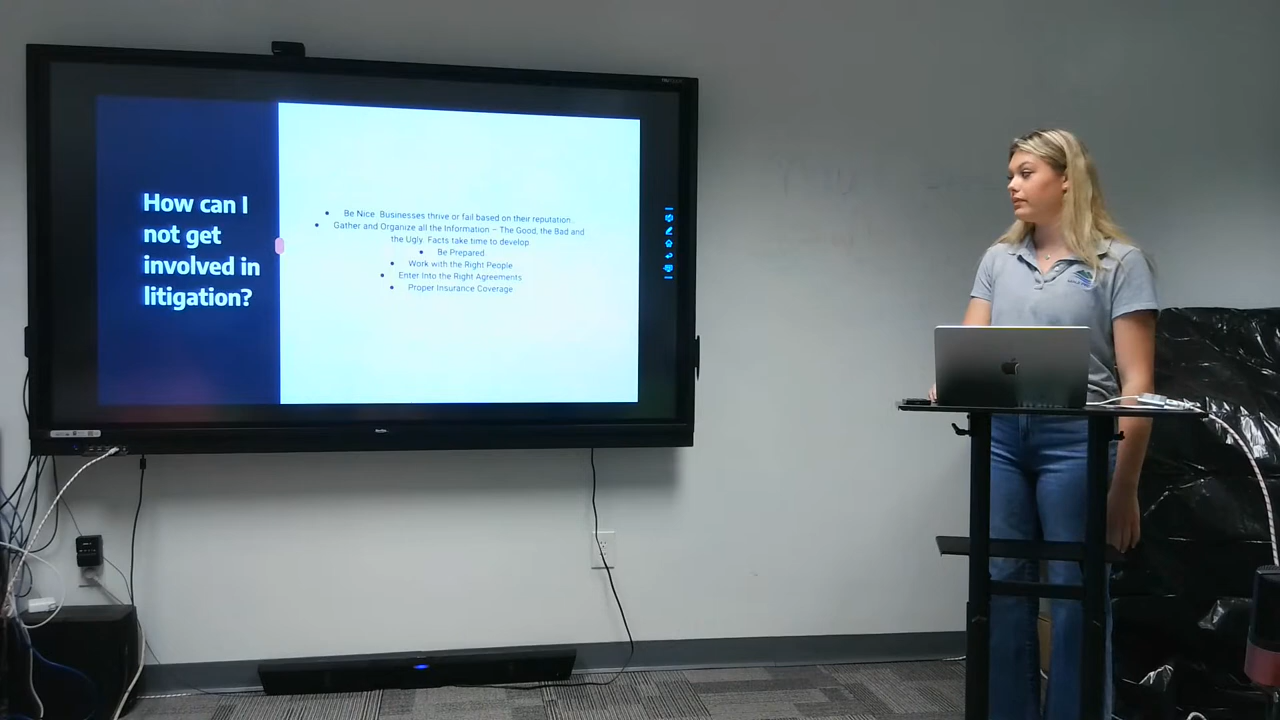 How can I
not get
involved in
litigation?
• Be Nice  Businesses thrive or fail based on their reputation.
• Gather and Organize all the Information – The Good, the Bad and
the Ugly  Facts take time to develop
• Be Prepared
• Work with the Right People
• Enter Into the Right Agreements
• Proper Insurance Coverage